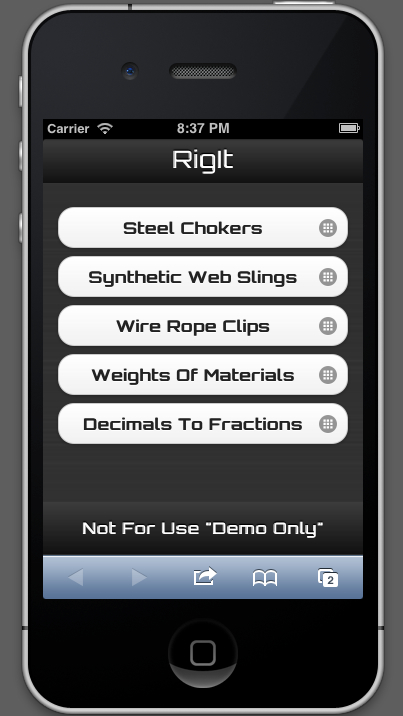 Carrier 8:37 PM
RigIt
Steel Chokers
Synthetic Web Slings
Wire Rope Clips
Weights Of Materials
Decimals To Fractions
Not For Use "Demo Only"
2